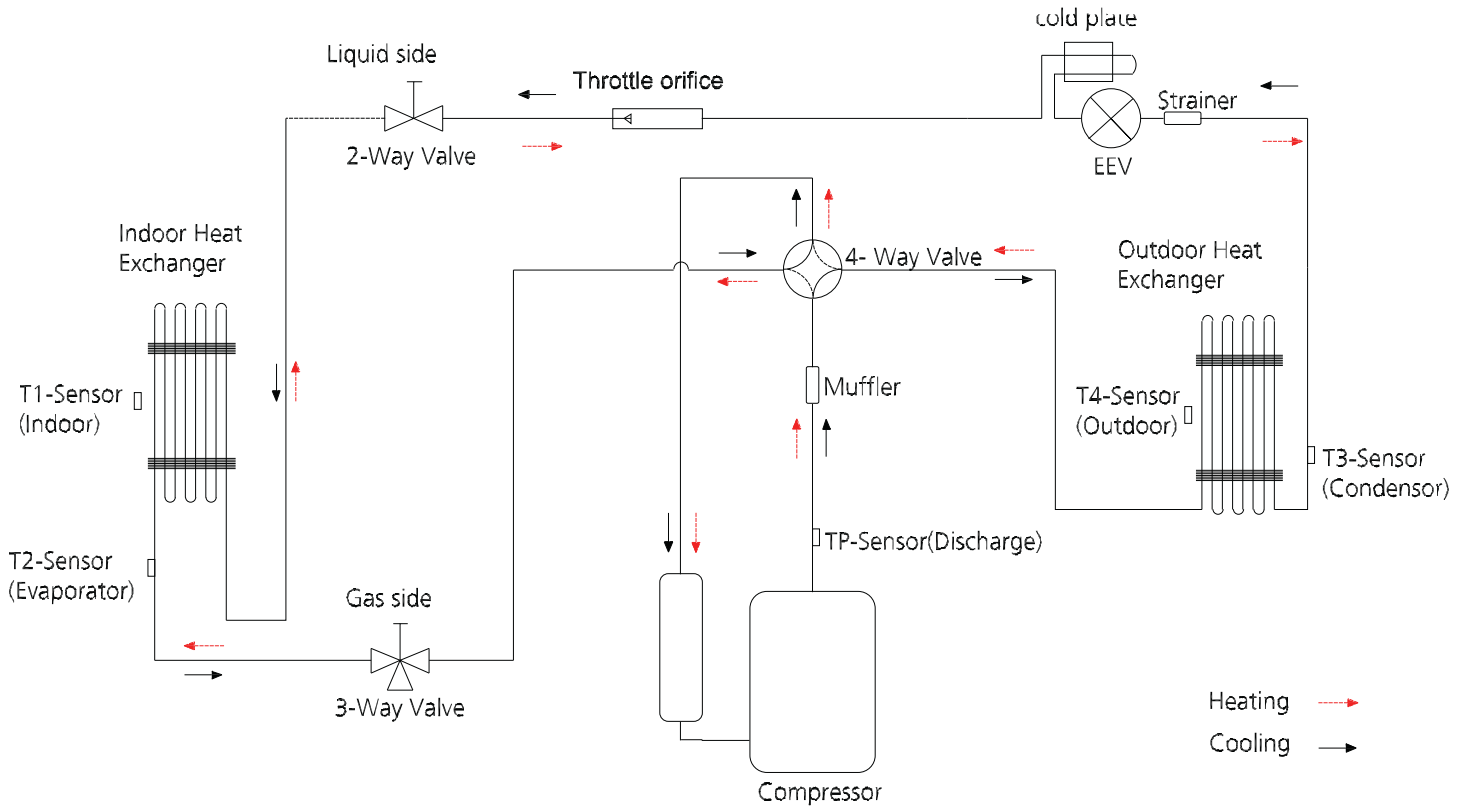 cold plate
Liquid side
Throttle orifice
Strainer
2-Way Valve
EEV
Indoor Heat
Exchanger
4- Way Valve
Outdoor Heat
Exchanger
T1-Sensor
(Indoor)
Muffler
T4-Sensor
(Outdoor)
T3-Sensor
(Condensor)
TP-Sensor(Discharge)
T2-Sensor
(Evaporator)
Gas side
3-Way Valve
Heating
Cooling
Compressor